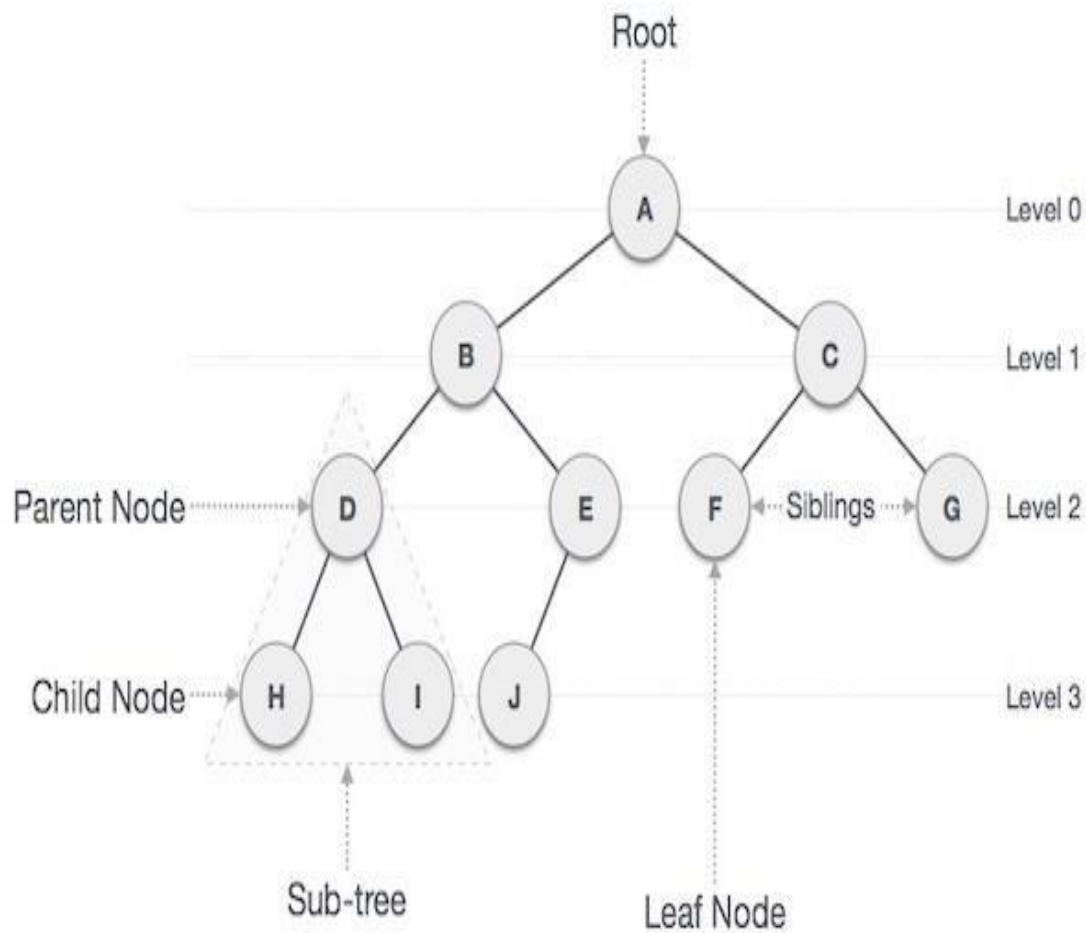 Root
A
Level 0
B
C
Level 1
Parent Node
D
E
F
Siblings
G
Level 2
Child Node
H
I
J
Level 3
Sub-tree
Leaf Node